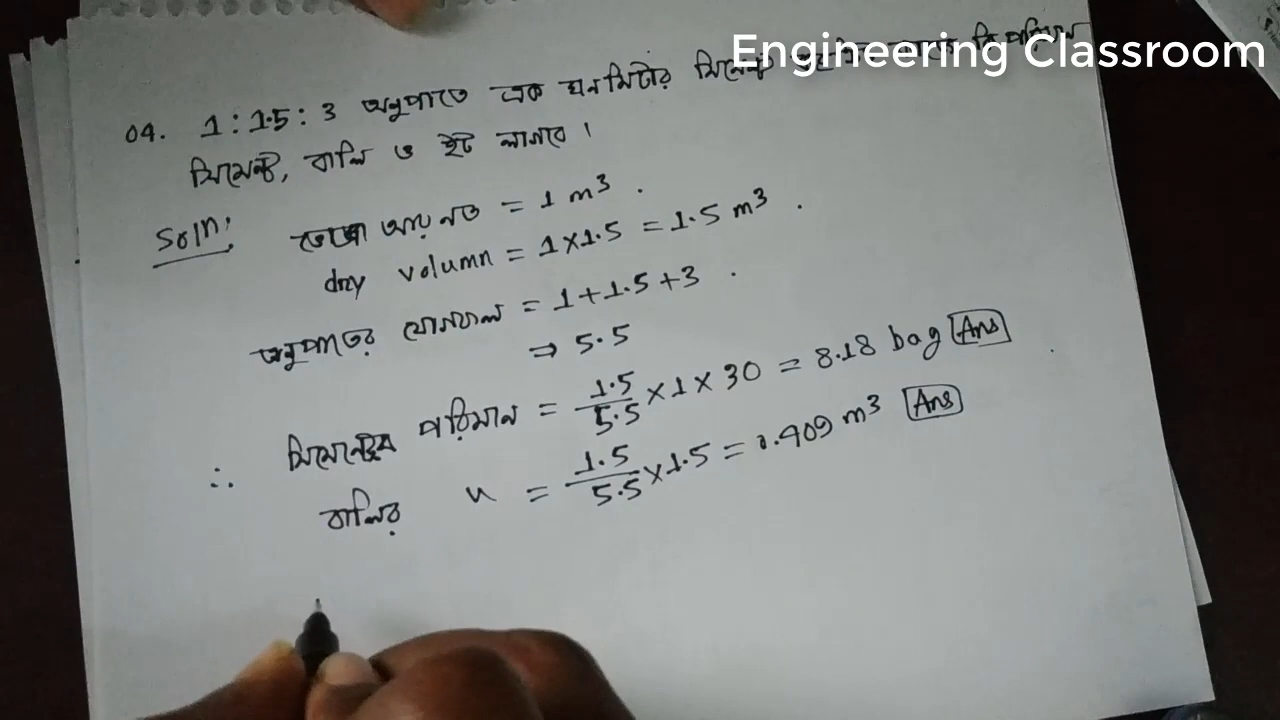 Engineering Classroom
04. 1 : 1.5 : 3 অনুপাতে এক ঘনমিটার সিমেন্ট
সিমেন্ট, বালি ও ইট লাগবে ।
Soln: ভেজা আয়নত = 1 m³ .
dry volumn = 1×1.5 = 1.5 m³ .
অনুপাতের যোগফল = 1+1.5+3 .
⇒ 5.5
∴ সিমেন্টের পরিমান = 1.5/5.5 ×1×30 = 8.18 bag Ans
বালির " = 1.5/5.5 ×1.5 = 0.409 m³ Ans